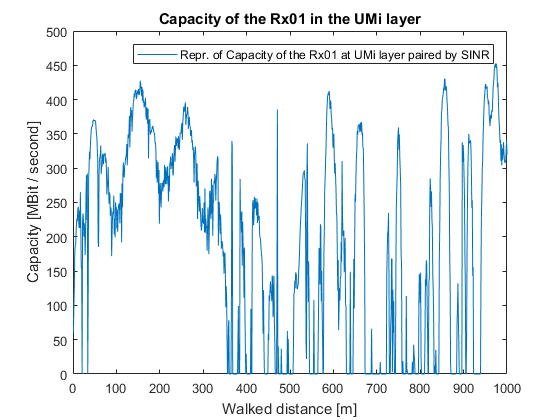 Capacity of the Rx01 in the UMi layer
Repr. of Capacity of the Rx01 at UMi layer paired by SINR
Capacity [MBit / second]
500
450
400
350
300
250
200
150
100
50
0
0 100 200 300 400 500 600 700 800 900 1000
Walked distance [m]